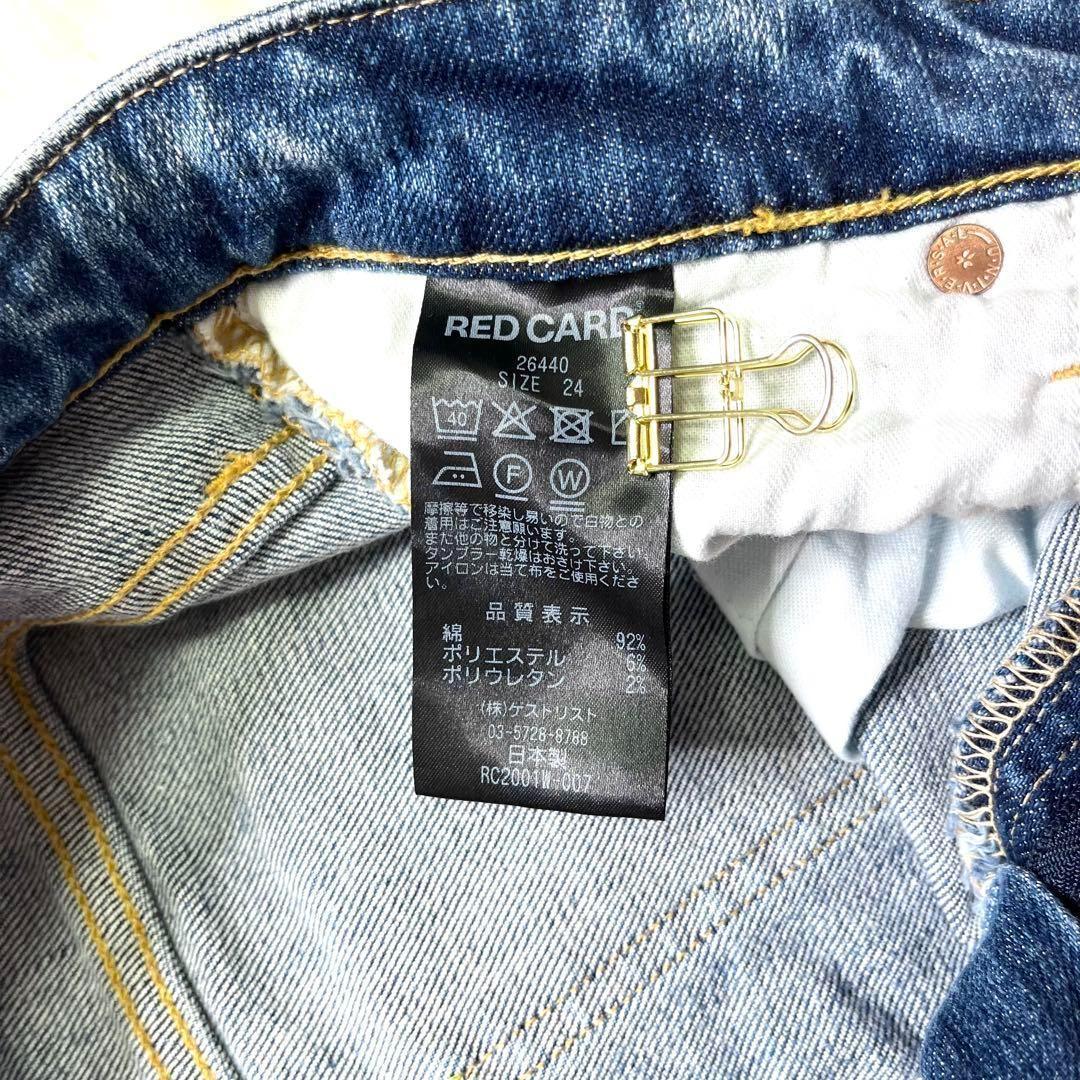 RED CARD
26440
SIZE 24
40
F W
摩擦等で移染し易いので白物との
着用はご注意願います。
また他の物と分けて洗って下さい。
タンブラー乾燥はおさけ下さい。
アイロンは当て布をご使用くださ
い。
品質表示
綿 92%
ポリエステル 6%
ポリウレタン 2%
(株)ゲストリスト
03-5728-8788
日本製
RC2001W-007
UNIVERSAL